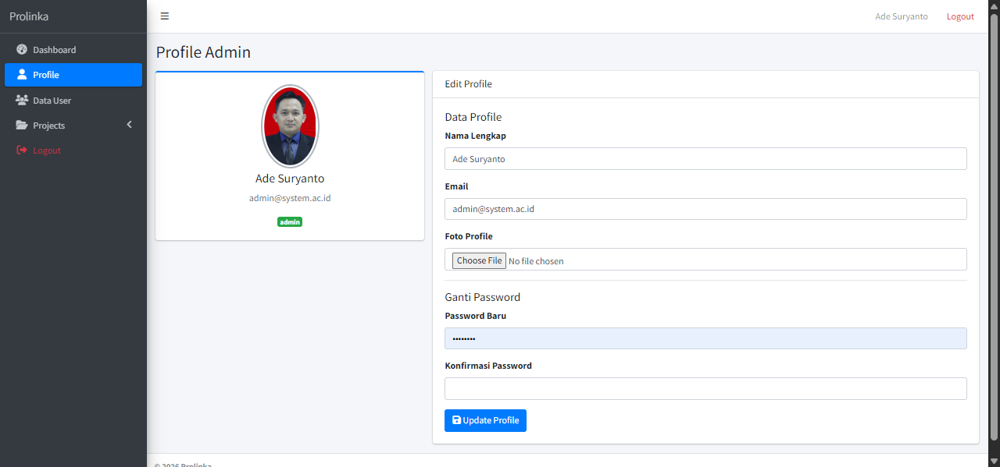 Prolinka
Ade Suryanto
Logout
Dashboard
Profile
Data User
Projects
Logout
Profile Admin
Ade Suryanto
admin@system.ac.id
admin
Edit Profile
Data Profile
Nama Lengkap
Ade Suryanto
Email
admin@system.ac.id
Foto Profile
Choose File No file chosen
Ganti Password
Password Baru
••••••••
Konfirmasi Password
Update Profile
© 2026 Prolinka